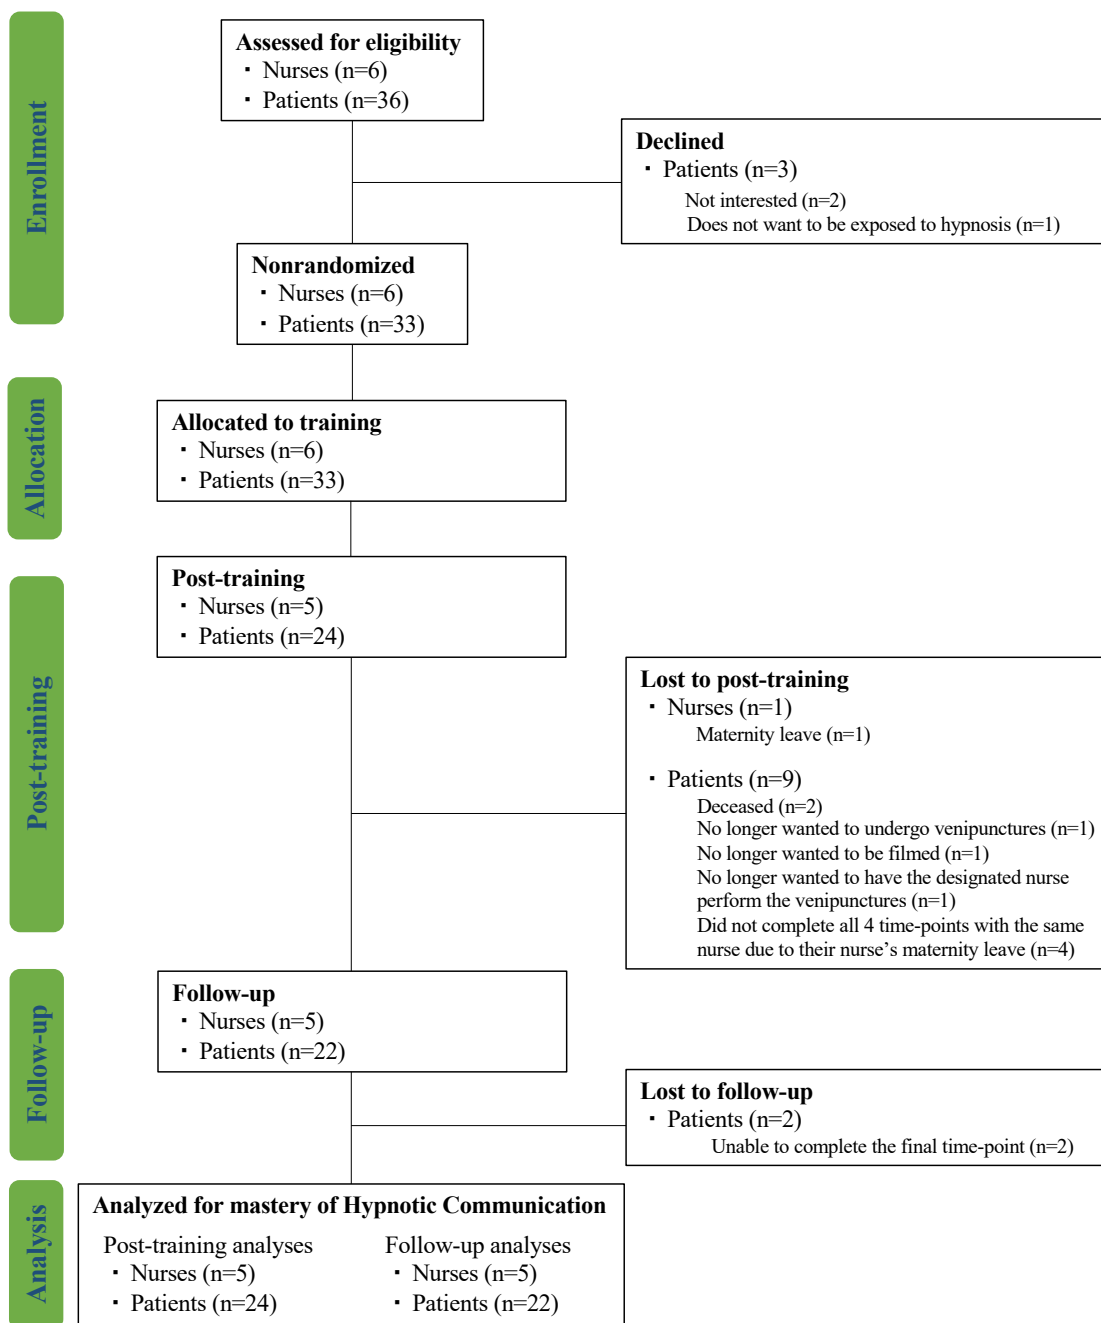 Enrollment
Assessed for eligibility
▪ Nurses (n=6)
▪ Patients (n=36)
Declined
▪ Patients (n=3)
Not interested (n=2)
Does not want to be exposed to hypnosis (n=1)
Nonrandomized
▪ Nurses (n=6)
▪ Patients (n=33)
Allocation
Allocated to training
▪ Nurses (n=6)
▪ Patients (n=33)
Post-training
Post-training
▪ Nurses (n=5)
▪ Patients (n=24)
Lost to post-training
▪ Nurses (n=1)
Maternity leave (n=1)
▪ Patients (n=9)
Deceased (n=2)
No longer wanted to undergo venipunctures (n=1)
No longer wanted to be filmed (n=1)
No longer wanted to have the designated nurse
perform the venipunctures (n=1)
Did not complete all 4 time-points with the same
nurse due to their nurse’s maternity leave (n=4)
Follow-up
Follow-up
▪ Nurses (n=5)
▪ Patients (n=22)
Lost to follow-up
▪ Patients (n=2)
Unable to complete the final time-point (n=2)
Analysis
Analyzed for mastery of Hypnotic Communication
Post-training analyses
▪ Nurses (n=5)
▪ Patients (n=24)
Follow-up analyses
▪ Nurses (n=5)
▪ Patients (n=22)